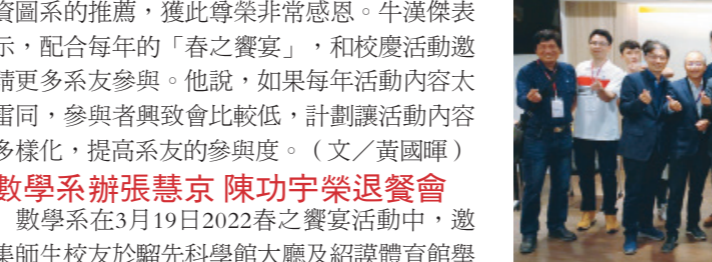 資圖系的推薦，獲此尊榮非常感恩。牛漢傑表
示，配合每年的「春之饗宴」，和校慶活動邀
請更多系友參與。他說，如果每年活動內容太
雷同，參與者興致會比較低，計劃讓活動內容
多樣化，提高系友的參與度。（文／黃國暉）
數學系辦張慧京 陳功宇榮退餐會
數學系在3月19日2022春之饗宴活動中，邀
集師生校友於騮先科學館大廳及紹謨體育館舉